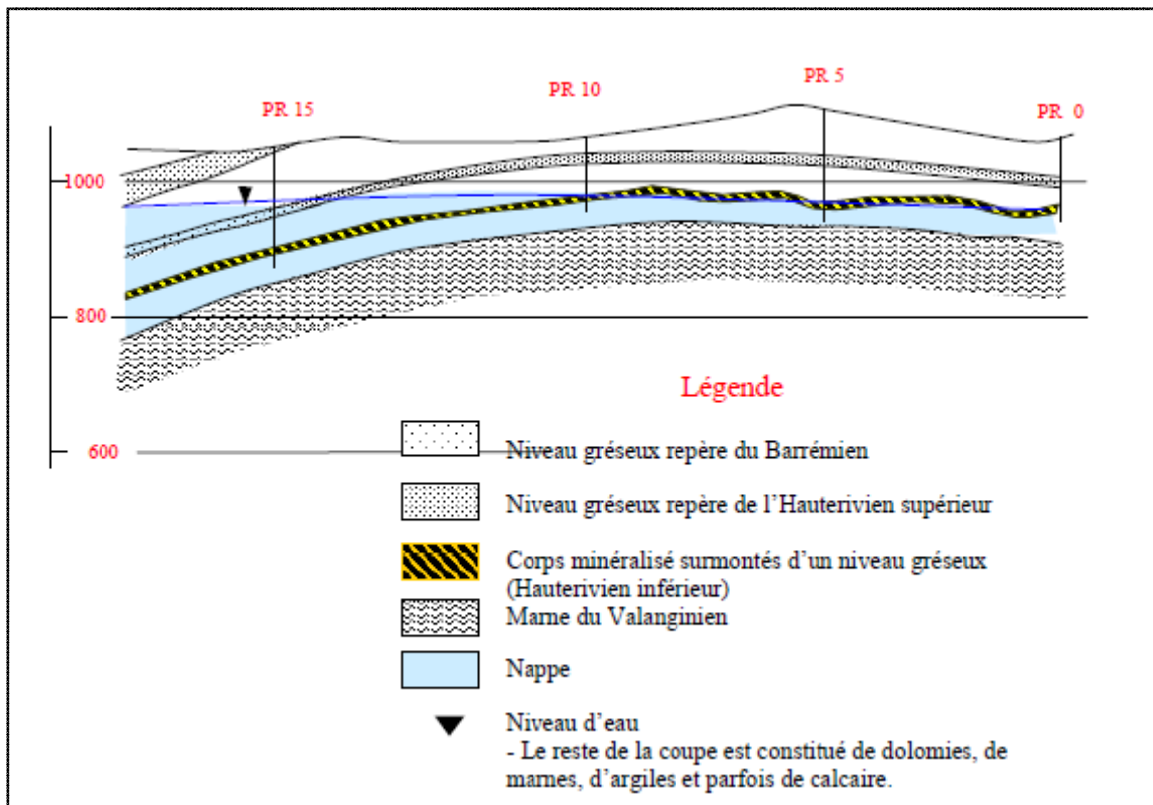 PR 15
PR 10
PR 5
PR 0
1000
800
600
Légende
Niveau gréseux repère du Barrémien
Niveau gréseux repère de l'Hauterivien supérieur
Corps minéralisé surmontés d'un niveau gréseux
(Hauterivien inférieur)
Marne du Valanginien
Nappe
Niveau d'eau
- Le reste de la coupe est constitué de dolomies, de
marnes, d'argiles et parfois de calcaire.